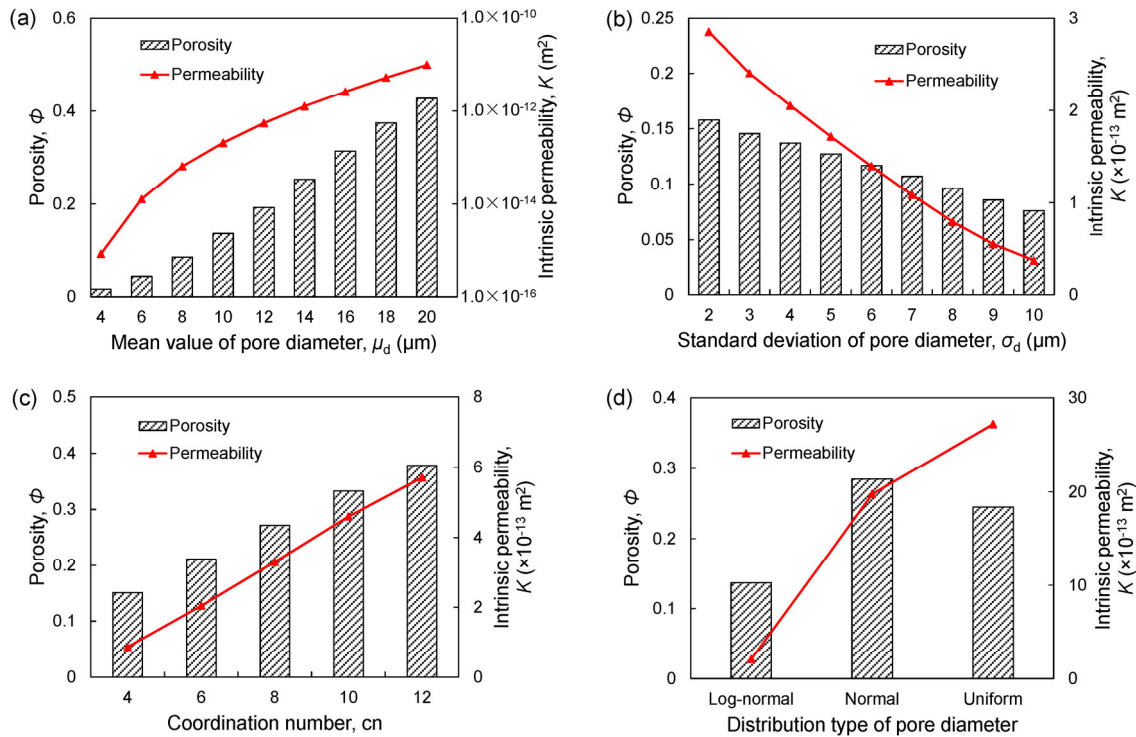 (a)
0.6
0.4
0.2
0
Porosity, Φ
Porosity
Permeability
1.0×10⁻¹⁰
1.0×10⁻¹²
1.0×10⁻¹⁴
1.0×10⁻¹⁶
Intrinsic permeability, K (m²)
4 6 8 10 12 14 16 18 20
Mean value of pore diameter, μd (μm)
(b)
0.25
0.2
0.15
0.1
0.05
0
Porosity, Φ
Porosity
Permeability
3
2
1
0
Intrinsic permeability,
K (×10⁻¹³ m²)
2 3 4 5 6 7 8 9 10
Standard deviation of pore diameter, σd (μm)
(c)
0.5
0.4
0.3
0.2
0.1
0
Porosity, Φ
Porosity
Permeability
8
6
4
2
0
Intrinsic permeability,
K (×10⁻¹³ m²)
4 6 8 10 12
Coordination number, cn
(d)
0.4
0.3
0.2
0.1
0
Porosity, Φ
Porosity
Permeability
30
20
10
0
Intrinsic permeability,
K (×10⁻¹³ m²)
Log-normal Normal Uniform
Distribution type of pore diameter